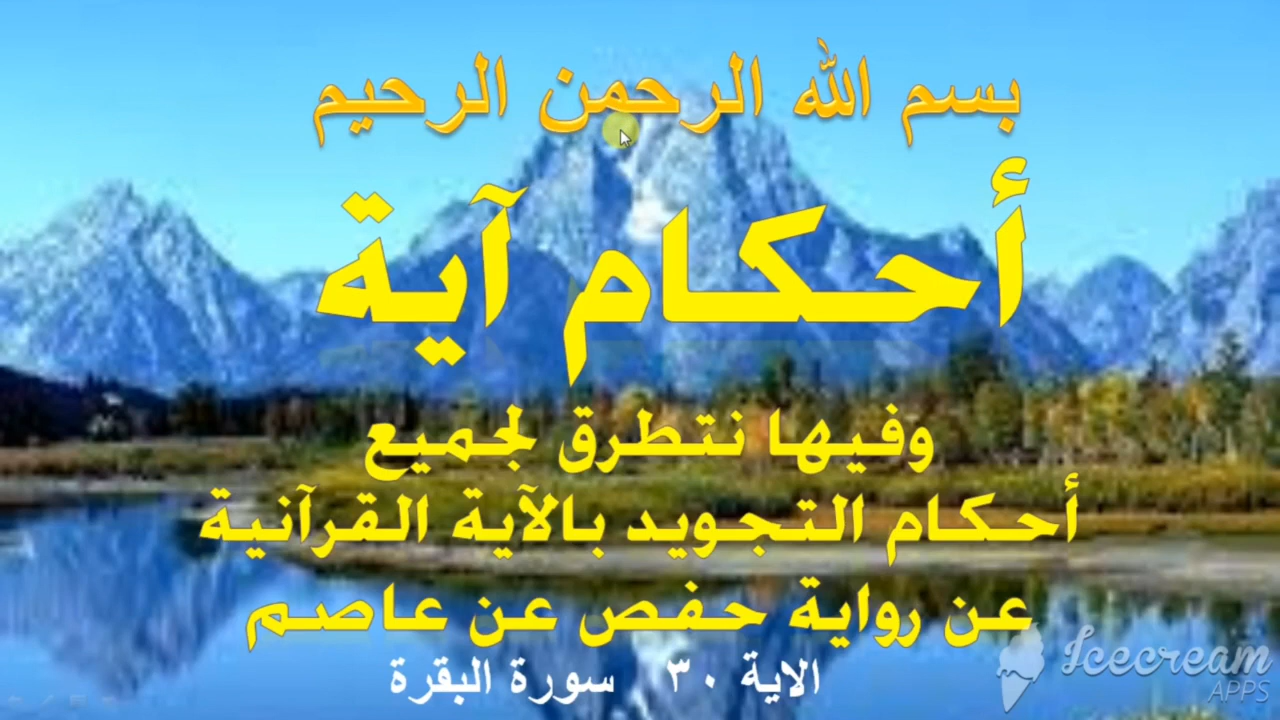 بسم الله الرحمن الرحيم
أحكام آية
وفيها نتطرق لجميع
أحكام التجويد بالآية القرآنية
عن رواية حفص عن عاصم
الاية ٣٠ سورة البقرة
Icecream
APPS